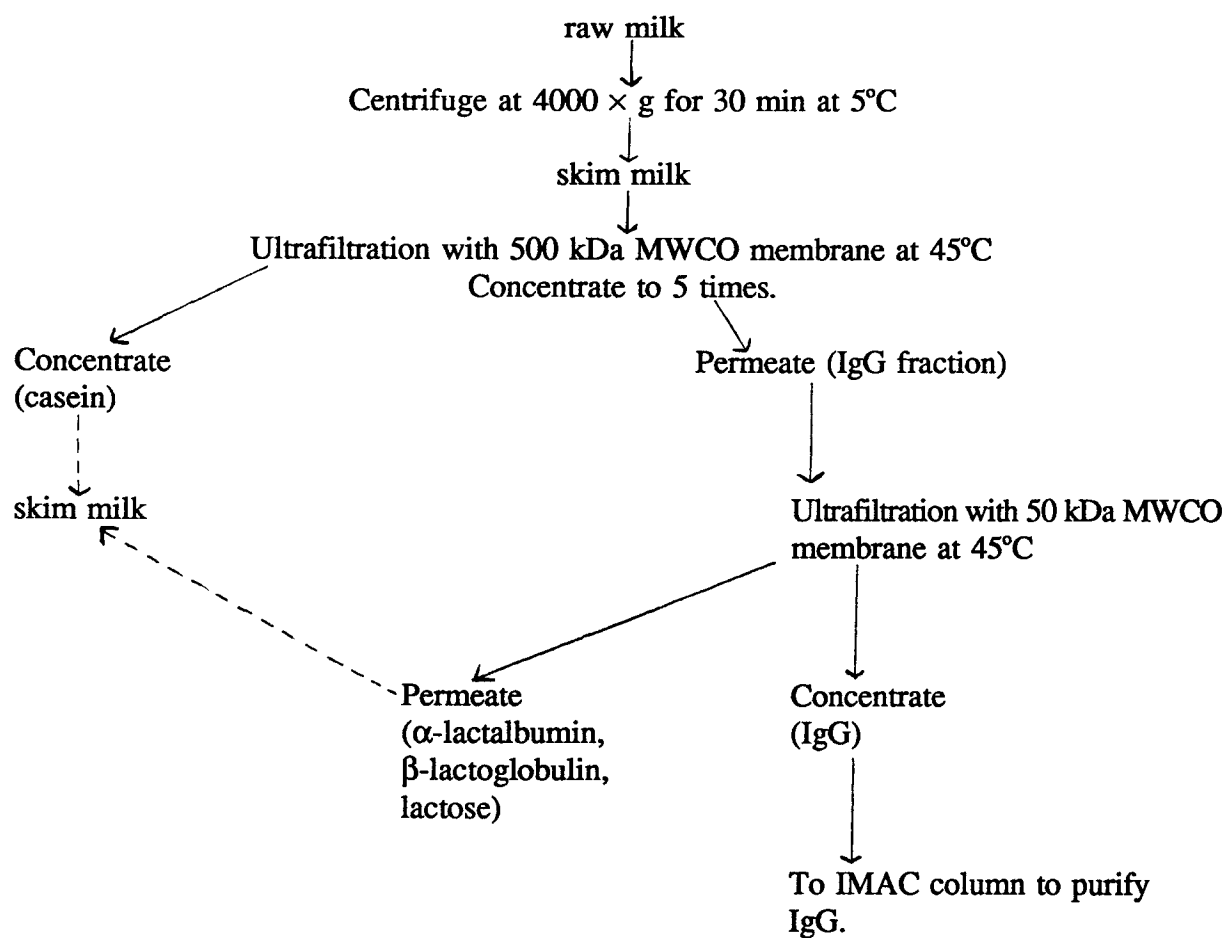 raw milk
Centrifuge at 4000 × g for 30 min at 5°C
skim milk
Ultrafiltration with 500 kDa MWCO membrane at 45°C
Concentrate to 5 times.
Concentrate
(casein)
Permeate (IgG fraction)
skim milk
Ultrafiltration with 50 kDa MWCO
membrane at 45°C
Permeate
(α-lactalbumin,
β-lactoglobulin,
lactose)
Concentrate
(IgG)
To IMAC column to purify
IgG.